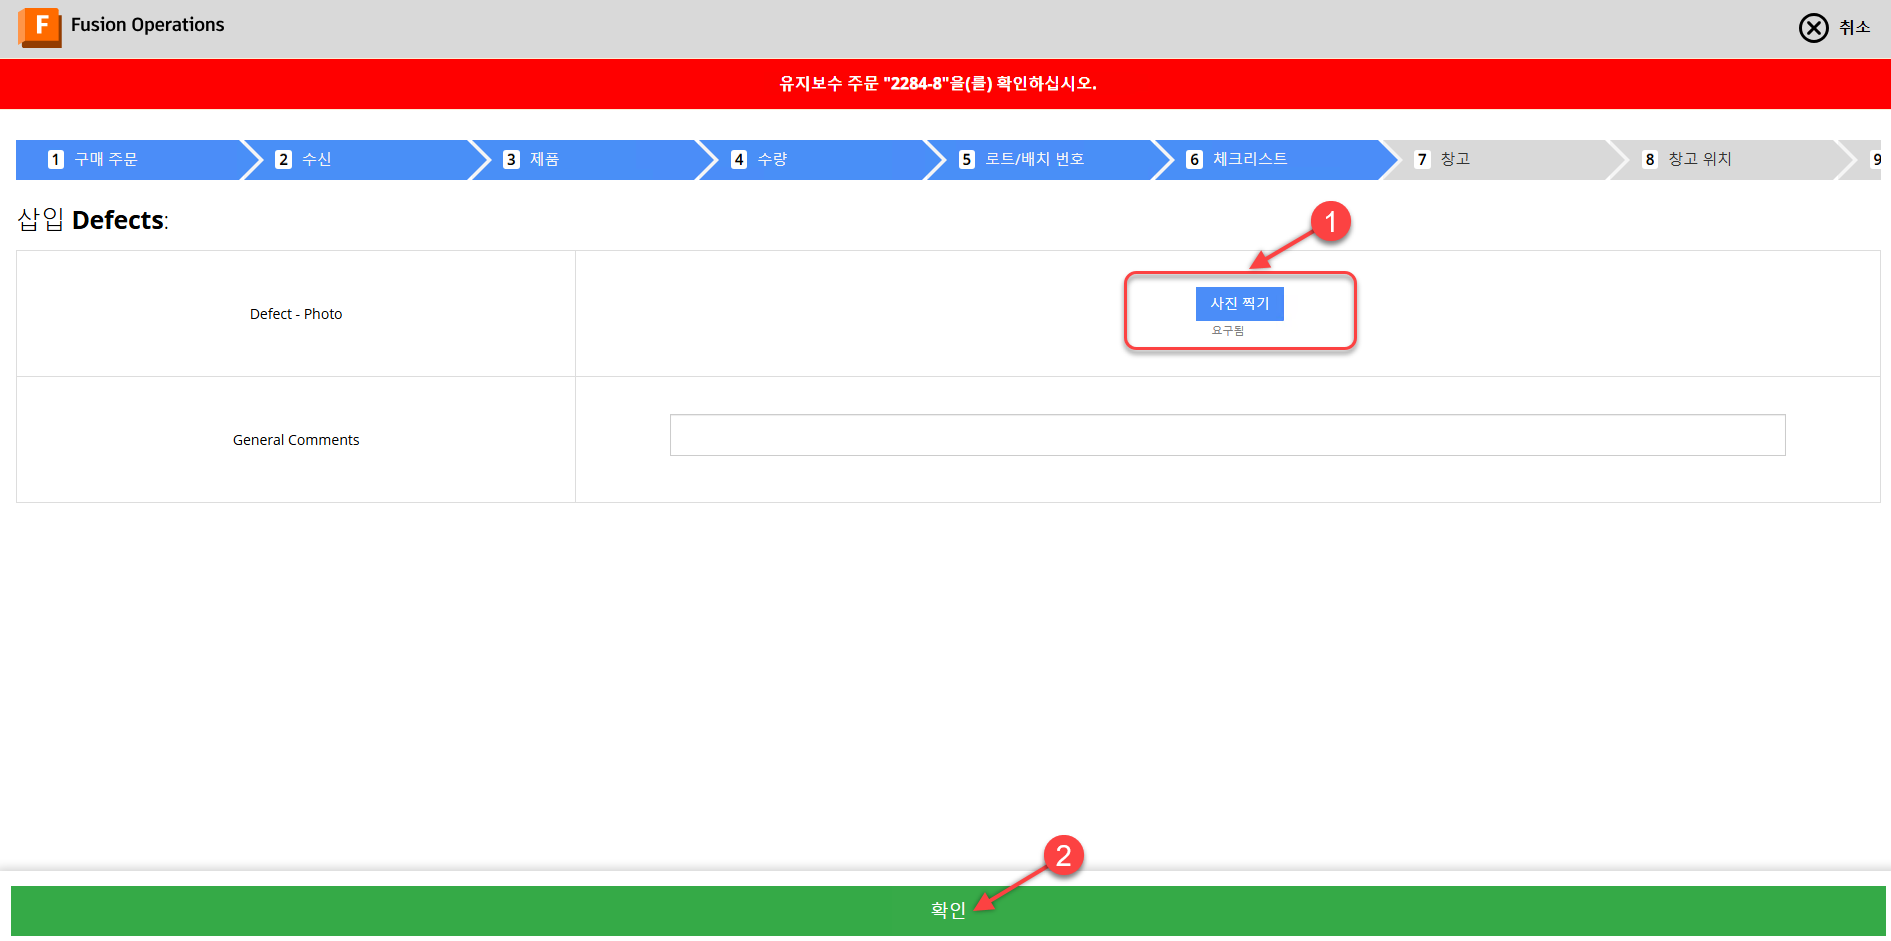 F Fusion Operations
취소
유지보수 주문 "2284-8"을(를) 확인하십시오.
1 구매 주문 2 수신 3 제품 4 수량 5 로트/배치 번호 6 체크리스트 7 창고 8 창고 위치 9
삽입 Defects:
1
Defect - Photo
사진 찍기
요구됨
General Comments
2
확인